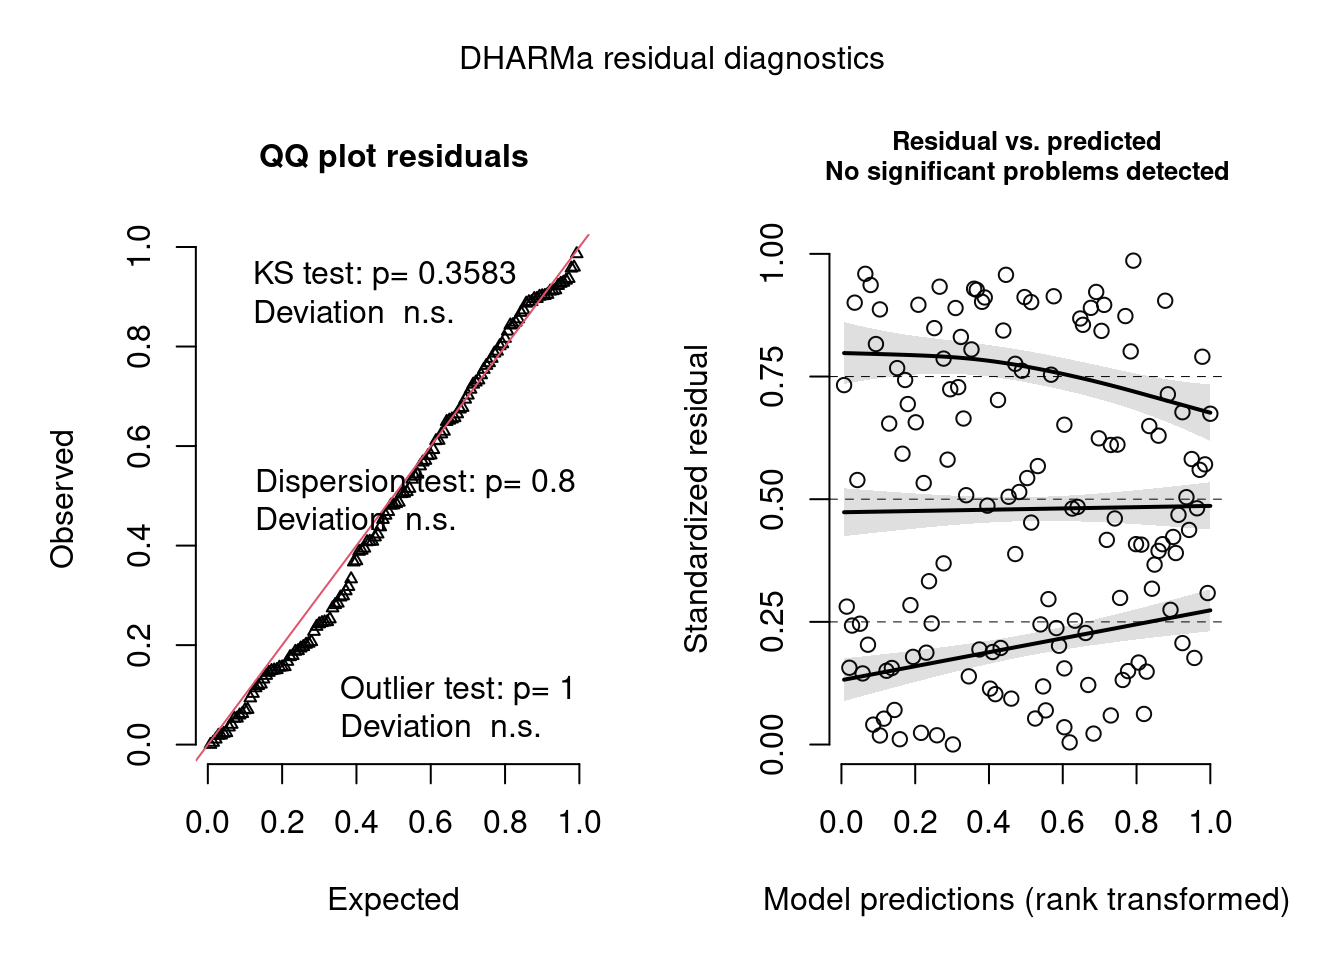 DHARMa residual diagnostics
QQ plot residuals
KS test: p= 0.3583
Deviation n.s.
Dispersion test: p= 0.8
Deviation n.s.
Outlier test: p= 1
Deviation n.s.
Observed
0.0 0.2 0.4 0.6 0.8 1.0
0.0 0.2 0.4 0.6 0.8 1.0
Expected
Residual vs. predicted
No significant problems detected
Standardized residual
0.00 0.25 0.50 0.75 1.00
0.0 0.2 0.4 0.6 0.8 1.0
Model predictions (rank transformed)